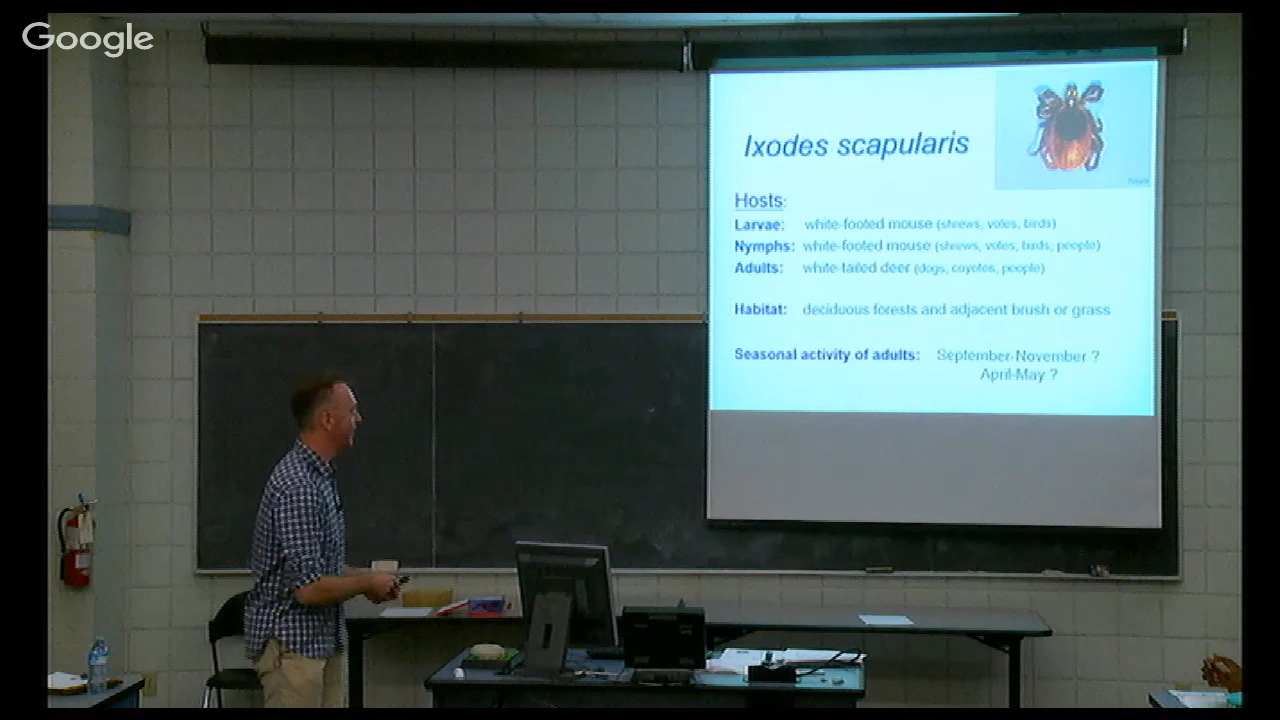 Google
Ixodes scapularis
Hosts:
Larvae: white-footed mouse (shrews, voles, birds)
Nymphs: white-footed mouse (shrews, voles, birds, people)
Adults: white-tailed deer (dogs, coyotes, people)
Habitat: deciduous forests and adjacent brush or grass
Seasonal activity of adults: September-November ?
April-May ?